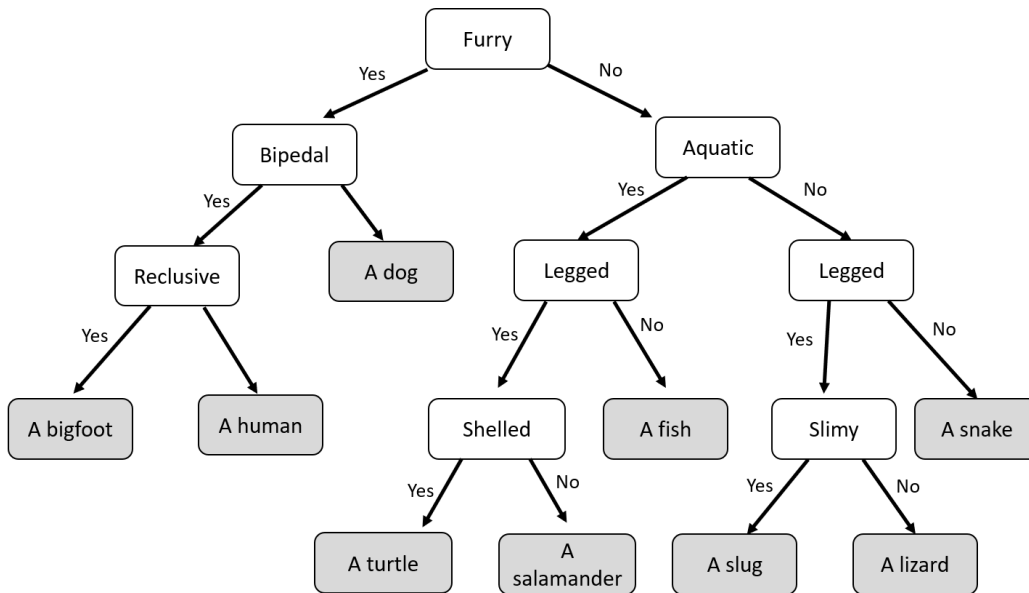 Furry
Yes
No
Bipedal
Aquatic
Yes
Yes
No
Reclusive
A dog
Legged
Legged
Yes
Yes
No
Yes
No
A bigfoot
A human
Shelled
A fish
Slimy
A snake
Yes
No
Yes
No
A turtle
A
salamander
A slug
A lizard